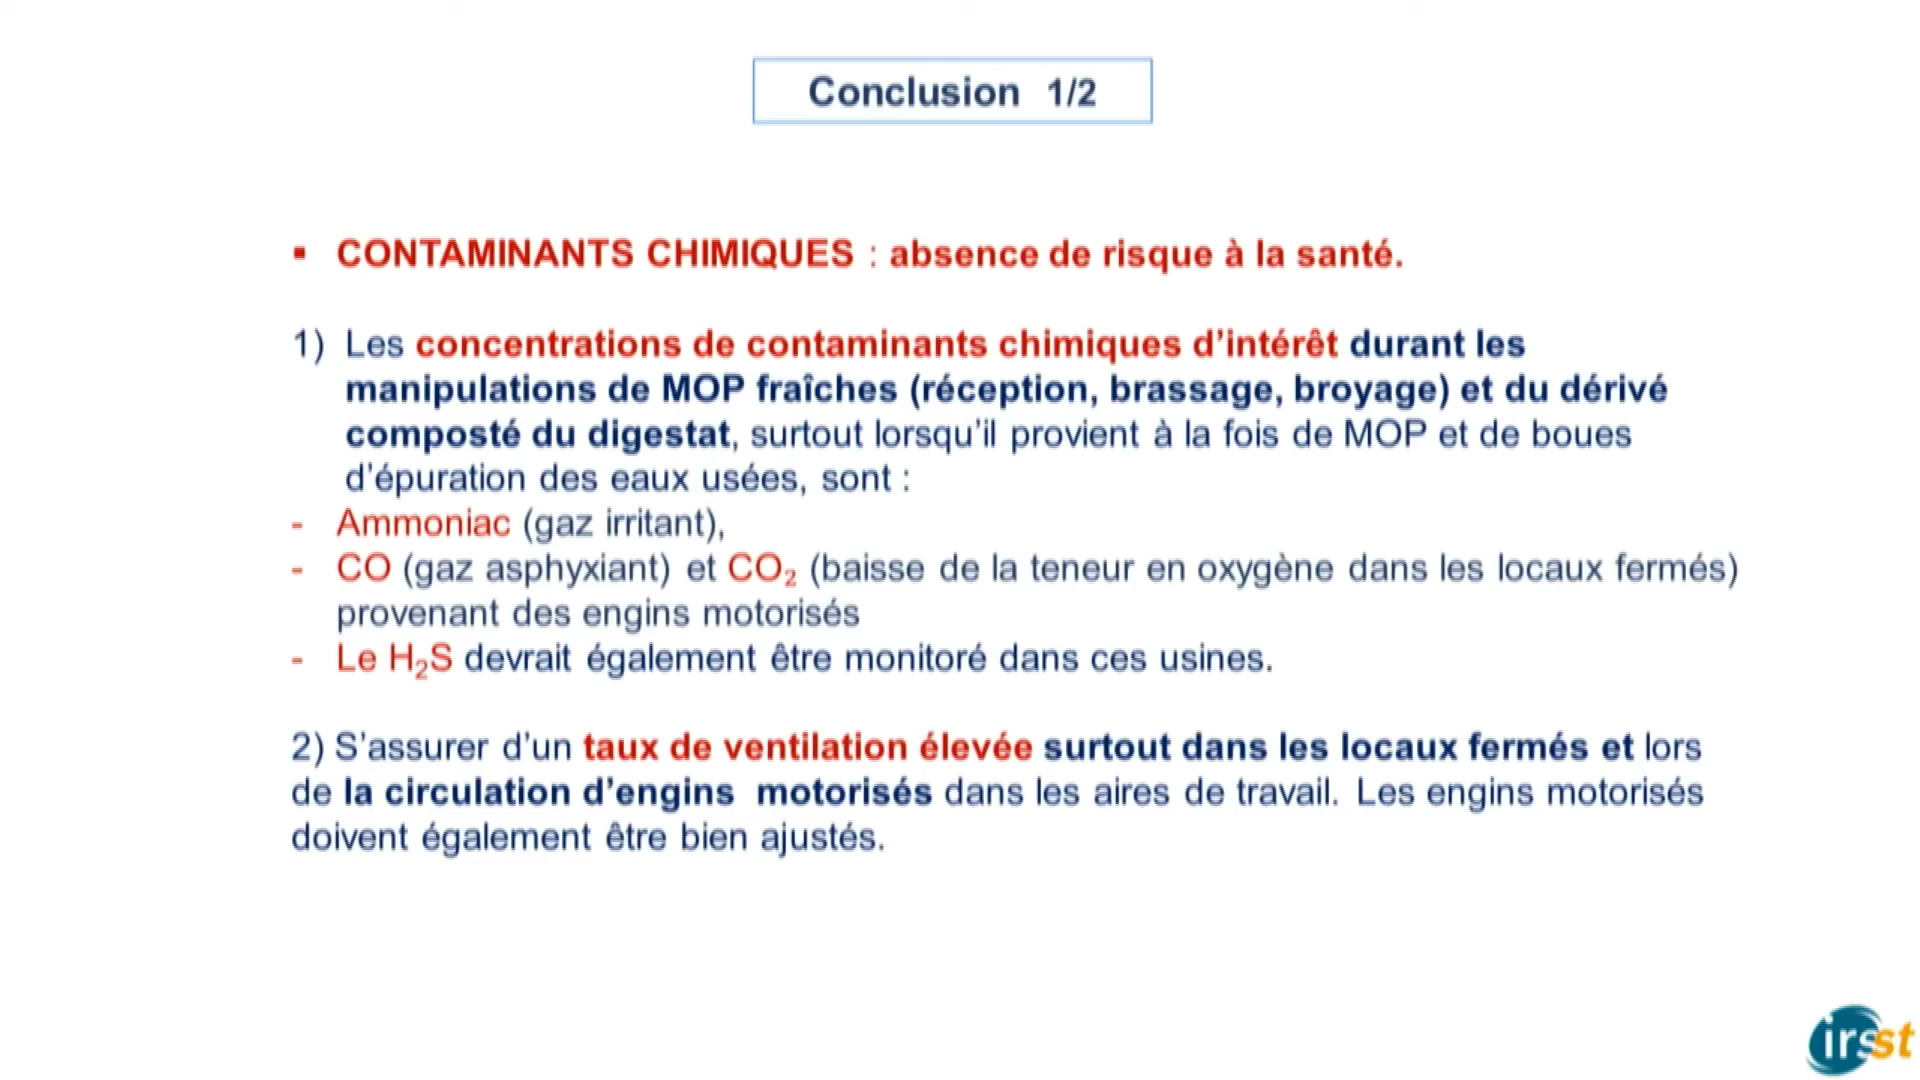 Conclusion 1/2
▪ CONTAMINANTS CHIMIQUES : absence de risque à la santé.
1) Les concentrations de contaminants chimiques d’intérêt durant les
manipulations de MOP fraîches (réception, brassage, broyage) et du dérivé
composté du digestat, surtout lorsqu’il provient à la fois de MOP et de boues
d’épuration des eaux usées, sont :
- Ammoniac (gaz irritant),
- CO (gaz asphyxiant) et CO₂ (baisse de la teneur en oxygène dans les locaux fermés)
provenant des engins motorisés
- Le H₂S devrait également être monitoré dans ces usines.
2) S’assurer d’un taux de ventilation élevée surtout dans les locaux fermés et lors
de la circulation d’engins motorisés dans les aires de travail. Les engins motorisés
doivent également être bien ajustés.
irsst